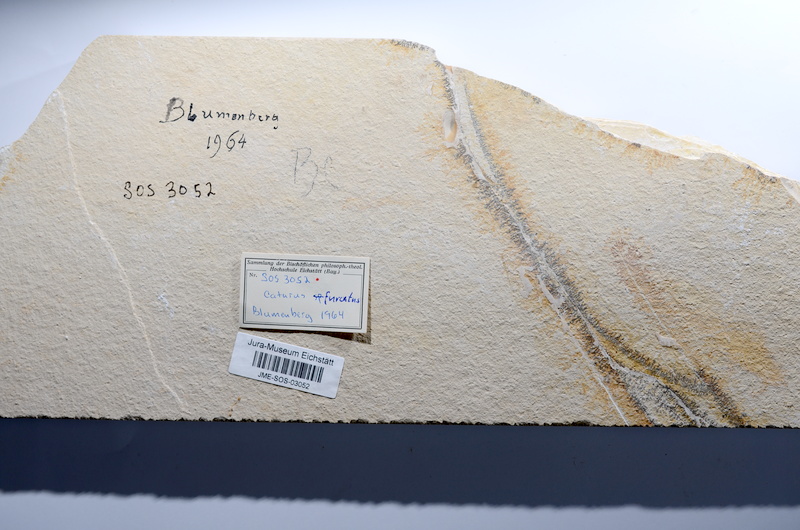 Blumenberg
1964
SOS 3052
Sammlung der Bischöflichen philosoph.-theol.
Hochschule Eichstätt (Bay.)
Nr. SOS 3052
Caturus furcatus
Blumenberg 1964
Jura-Museum Eichstätt
JME-SOS-03052